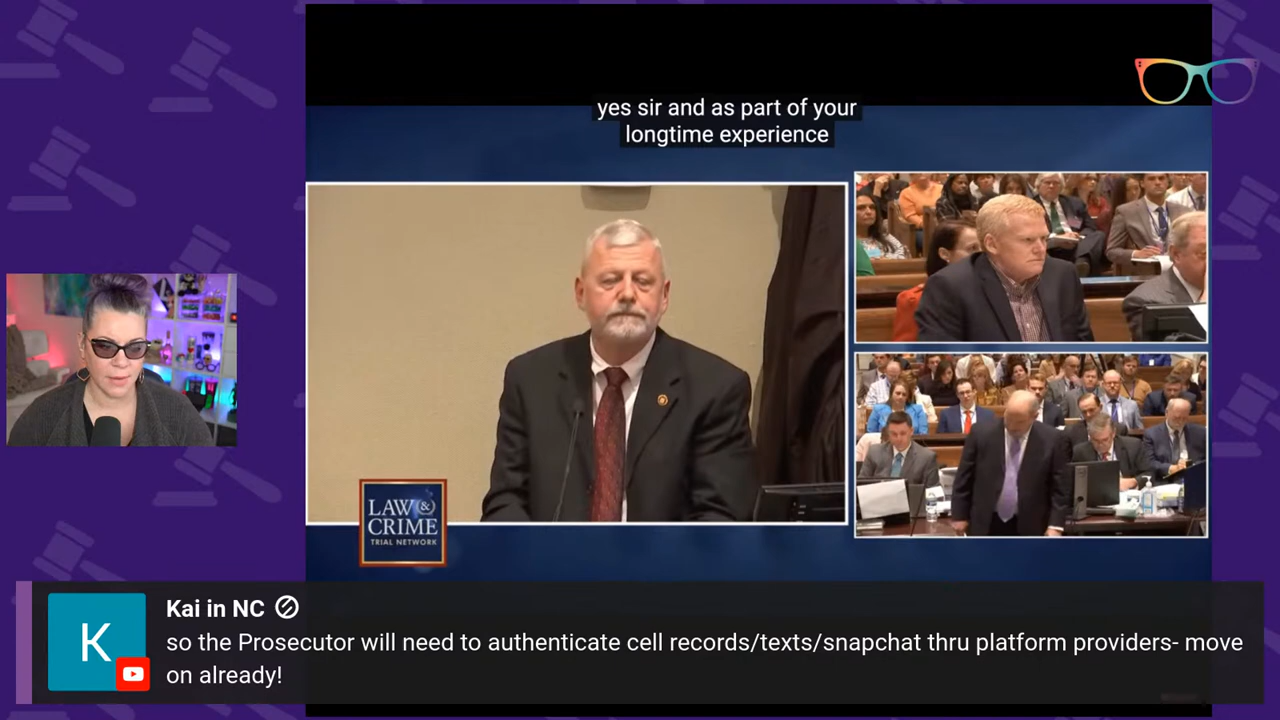 yes sir and as part of your
longtime experience
LAW &
CRIME
TRIAL NETWORK
K
Kai in NC
so the Prosecutor will need to authenticate cell records/texts/snapchat thru platform providers- move
on already!